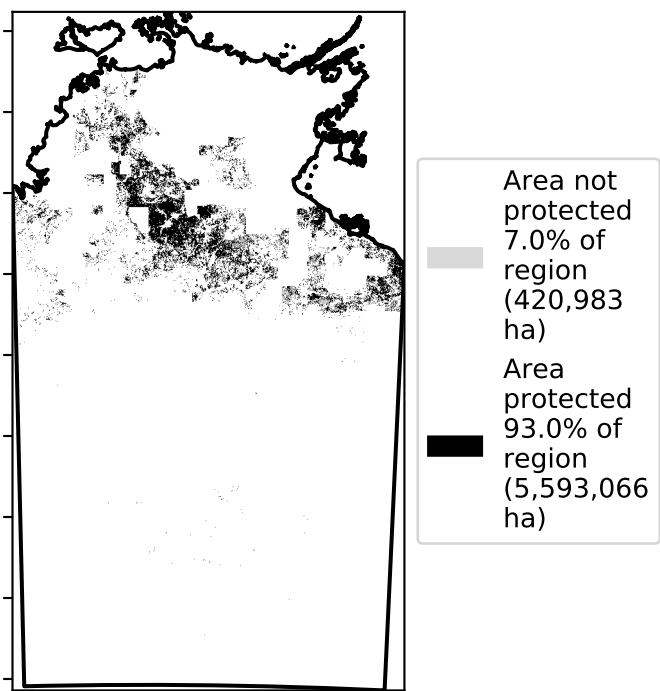 Area not
protected
7.0% of
region
(420,983
ha)
Area
protected
93.0% of
region
(5,593,066
ha)